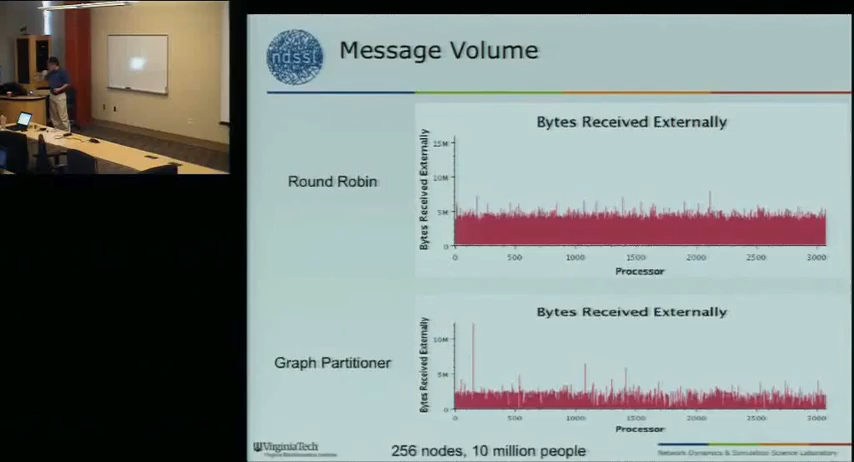 ndssl
Message Volume
Round Robin
Bytes Received Externally
Bytes Received Externally
15M
10M
5M
0
0 500 1000 1500 2000 2500 3000
Processor
Graph Partitioner
Bytes Received Externally
Bytes Received Externally
10M
5M
0
0 500 1000 1500 2000 2500 3000
Processor
VirginiaTech
256 nodes, 10 million people
Network Dynamics & Simulation Science Laboratory